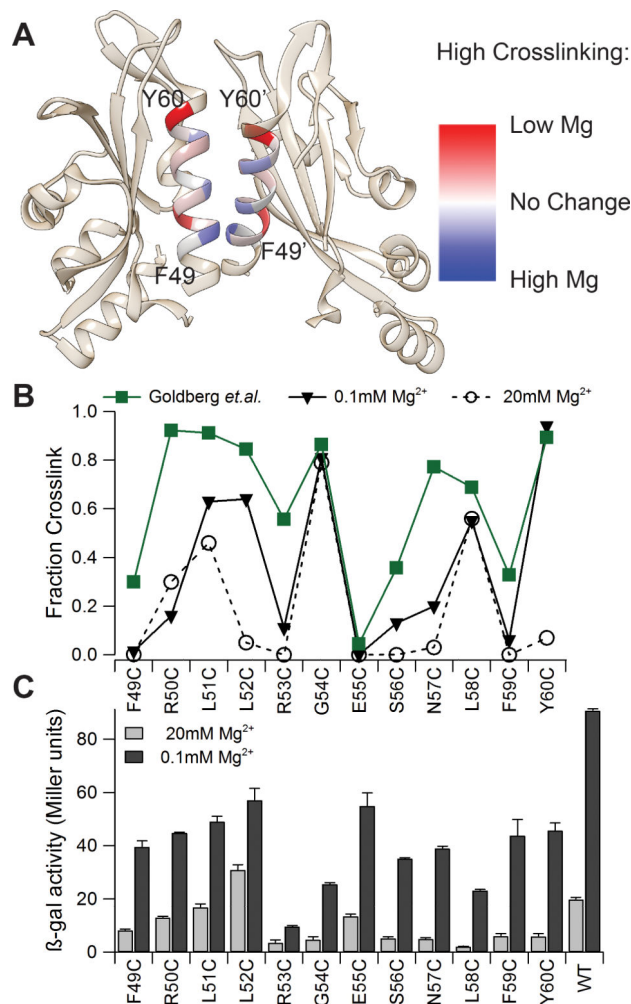 A
High Crosslinking:
Y60 Y60'
Low Mg
No Change
F49 F49'
High Mg
B
Goldberg et.al. 0.1mM Mg2+ 20mM Mg2+
1.0
0.8
0.6
0.4
0.2
0.0
Fraction Crosslink
F49C R50C L51C L52C R53C G54C E55C S56C N57C L58C F59C Y60C
C
20mM Mg2+
0.1mM Mg2+
80
60
40
20
0
ß-gal activity (Miller units)
F49C R50C L51C L52C R53C G54C E55C S56C N57C L58C F59C Y60C WT